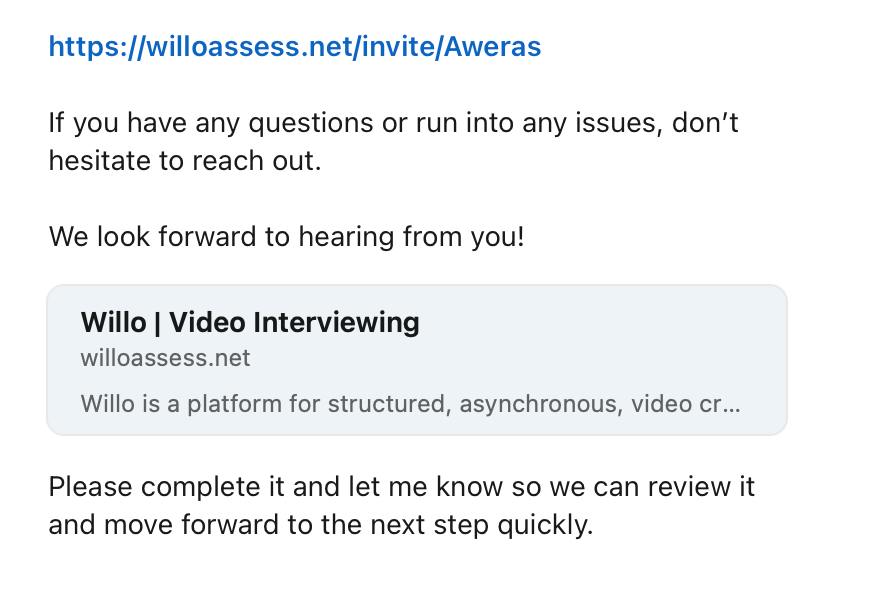 https://willoassess.net/invite/Aweras
If you have any questions or run into any issues, don’t
hesitate to reach out.
We look forward to hearing from you!
Willo | Video Interviewing
willoassess.net
Willo is a platform for structured, asynchronous, video cr...
Please complete it and let me know so we can review it
and move forward to the next step quickly.